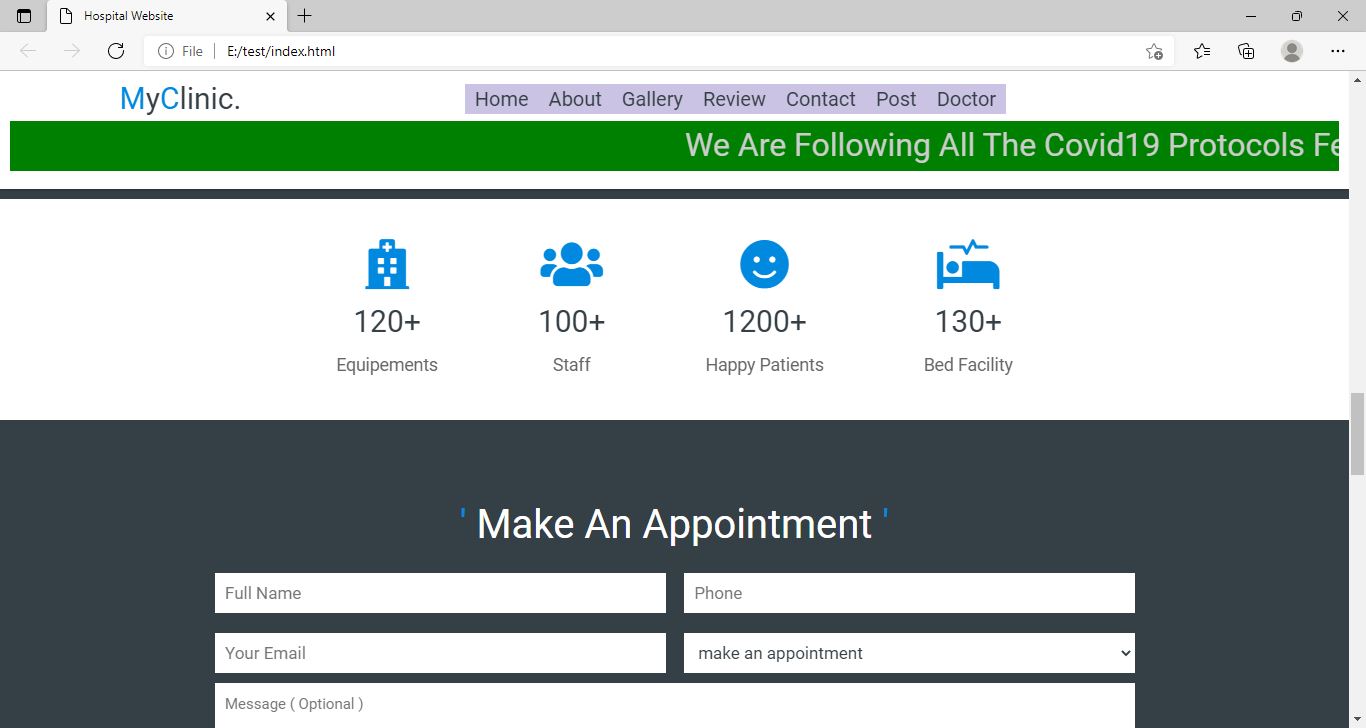 Hospital Website
File
E:/test/index.html
MyClinic.
Home About Gallery Review Contact Post Doctor
We Are Following All The Covid19 Protocols Fe
120+ 100+ 1200+ 130+
Equipements Staff Happy Patients Bed Facility
' Make An Appointment '
Full Name Phone
Your Email make an appointment
Message ( Optional )